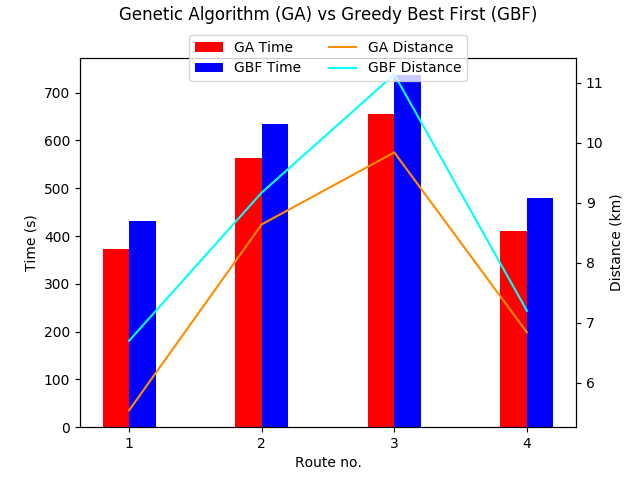 Genetic Algorithm (GA) vs Greedy Best First (GBF)
GA Time
GBF Time
GA Distance
GBF Distance
700
600
500
400
300
200
100
0
Time (s)
11
10
9
8
7
6
Distance (km)
1 2 3 4
Route no.